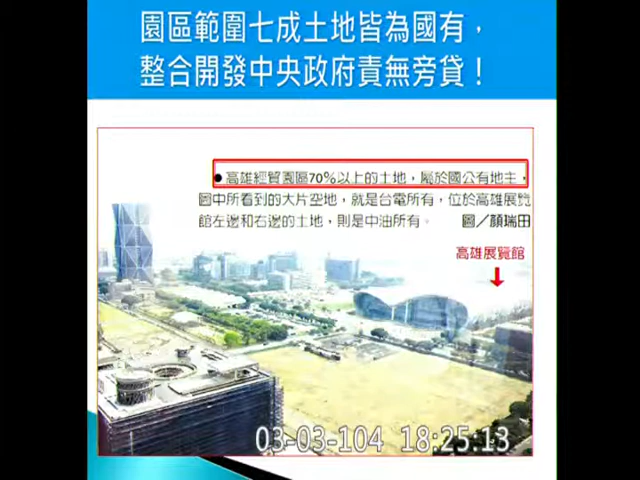 園區範圍七成土地皆為國有，
整合開發中央政府責無旁貸！
●高雄經貿園區70%以上的土地，屬於國公有地主，
圖中所看到的大片空地，就是台電所有，位於高雄展覽
館左邊和右邊的土地，則是中油所有。 圖／顏瑞田
高雄展覽館
03-03-104 18:25:13